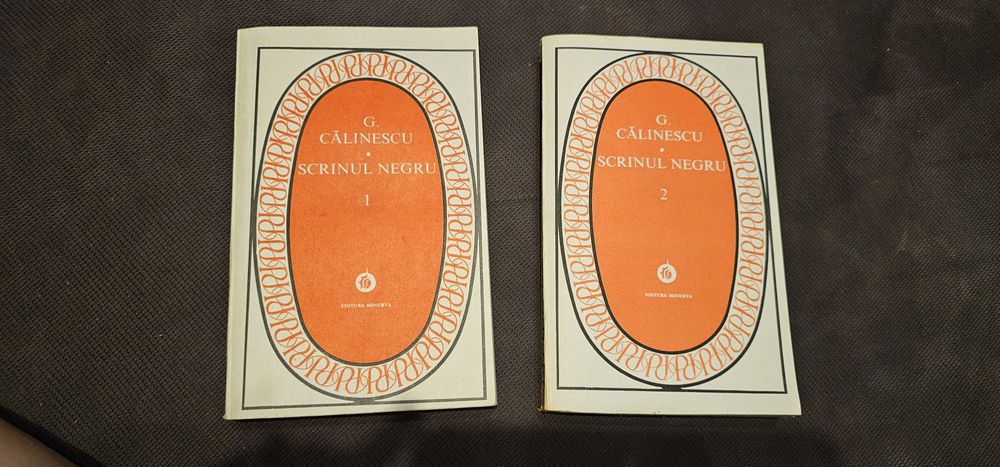 G.
CĂLINESCU
•
SCRINUL NEGRU
1
EDITURA MINERVA
G.
CĂLINESCU
•
SCRINUL NEGRU
2
EDITURA MINERVA